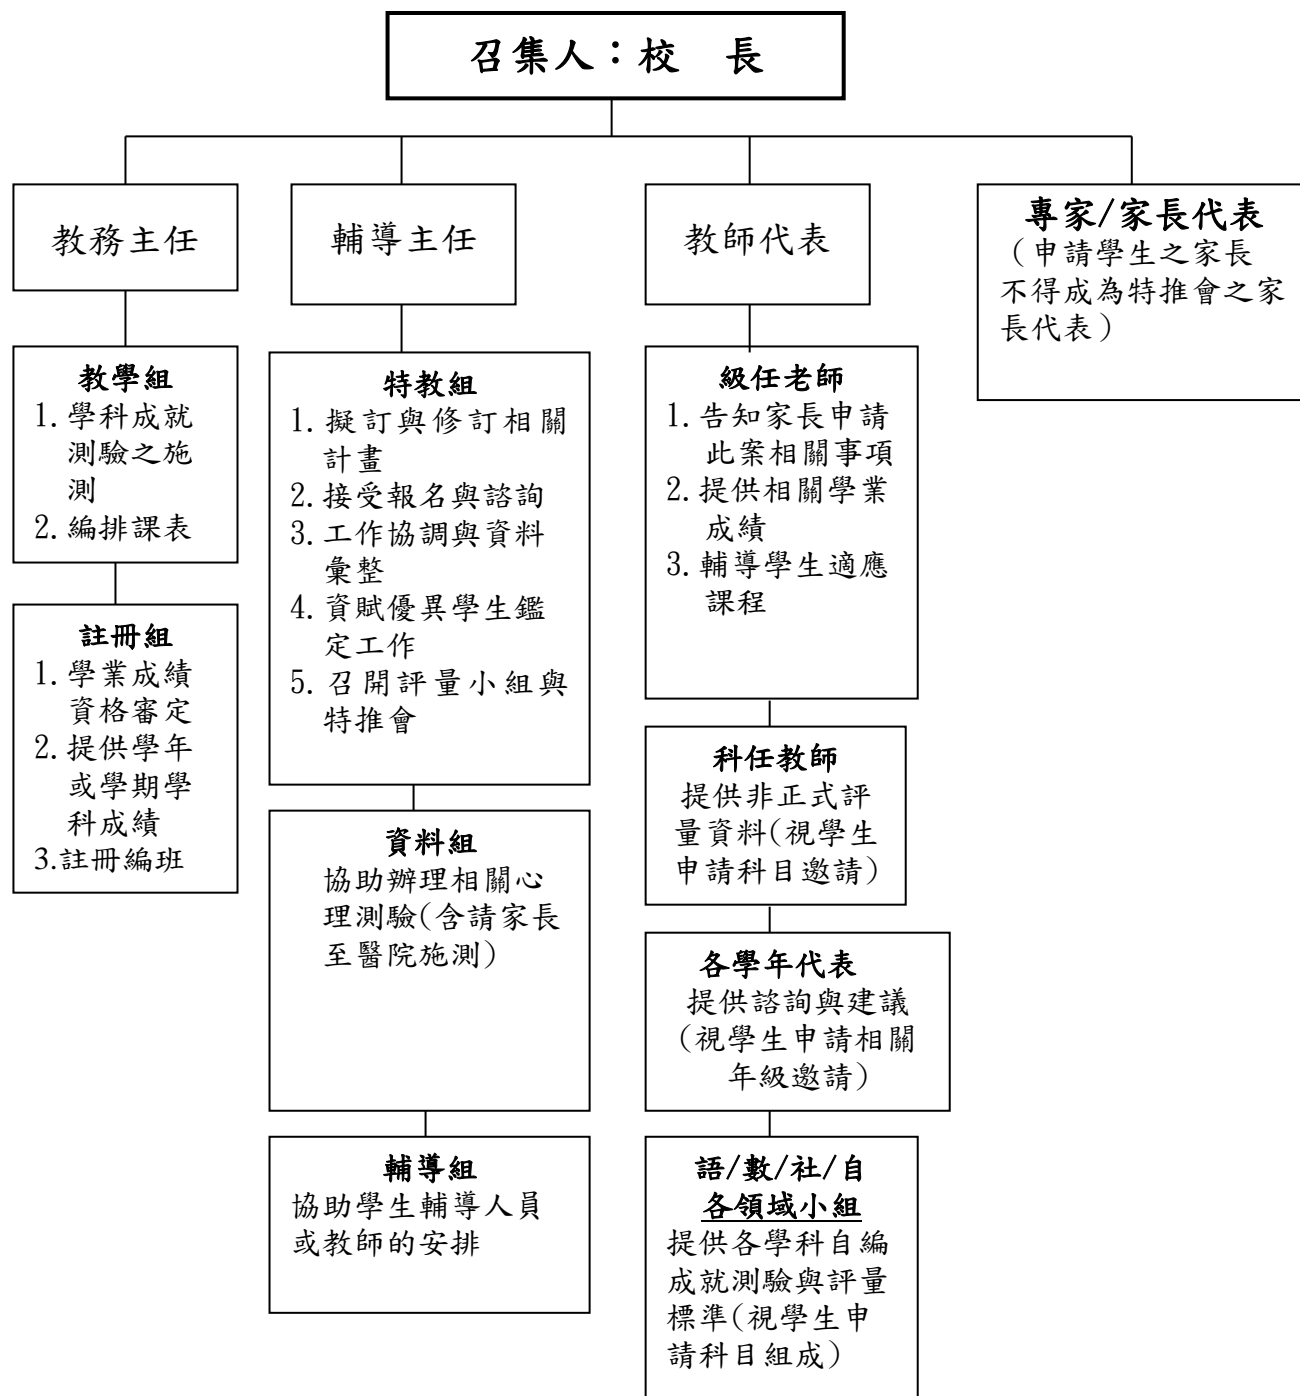 召集人：校　長
教務主任
輔導主任
教師代表
專家/家長代表
（申請學生之家長
不得成為特推會之家
長代表）
教學組
1. 學科成就
測驗之施
測
2. 編排課表
註冊組
1. 學業成績
資格審定
2. 提供學年
或學期學
科成績
3.註冊編班
特教組
1. 擬訂與修訂相關
計畫
2. 接受報名與諮詢
3. 工作協調與資料
彙整
4. 資賦優異學生鑑
定工作
5. 召開評量小組與
特推會
資料組
協助辦理相關心
理測驗(含請家長
至醫院施測)
輔導組
協助學生輔導人員
或教師的安排
級任老師
1. 告知家長申請
此案相關事項
2. 提供相關學業
成績
3. 輔導學生適應
課程
科任教師
提供非正式評
量資料(視學生
申請科目邀請)
各學年代表
提供諮詢與建議
(視學生申請相關
年級邀請)
語/數/社/自
各領域小組
提供各學科自編
成就測驗與評量
標準(視學生申
請科目組成)